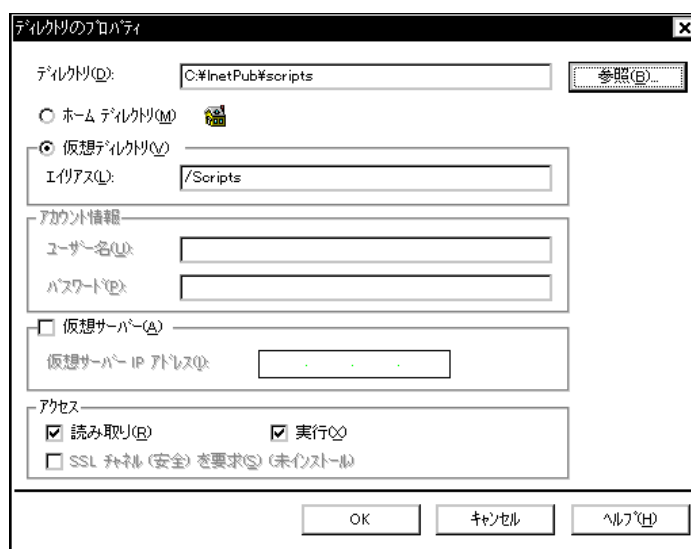 ﾃﾞｨﾚｸﾄﾘのﾌﾟﾛﾊﾟﾃｨ
ﾃﾞｨﾚｸﾄﾘ(D):
C:¥InetPub¥scripts
参照(B)...
ﾎｰﾑ ﾃﾞｨﾚｸﾄﾘ(M)
仮想ﾃﾞｨﾚｸﾄﾘ(V)
ｴｲﾘｱｽ(L):
/Scripts
ｱｶｳﾝﾄ情報
ﾕｰｻﾞｰ名(U):
ﾊﾟｽﾜｰﾄﾞ(P):
仮想ｻｰﾊﾞｰ(A)
仮想ｻｰﾊﾞｰ IP ｱﾄﾞﾚｽ(I):
ｱｸｾｽ
読み取り(R)
実行(X)
SSL ﾁｬﾈﾙ (安全) を要求(S) (未ｲﾝｽﾄｰﾙ)
OK
ｷｬﾝｾﾙ
ﾍﾙﾌﾟ(H)